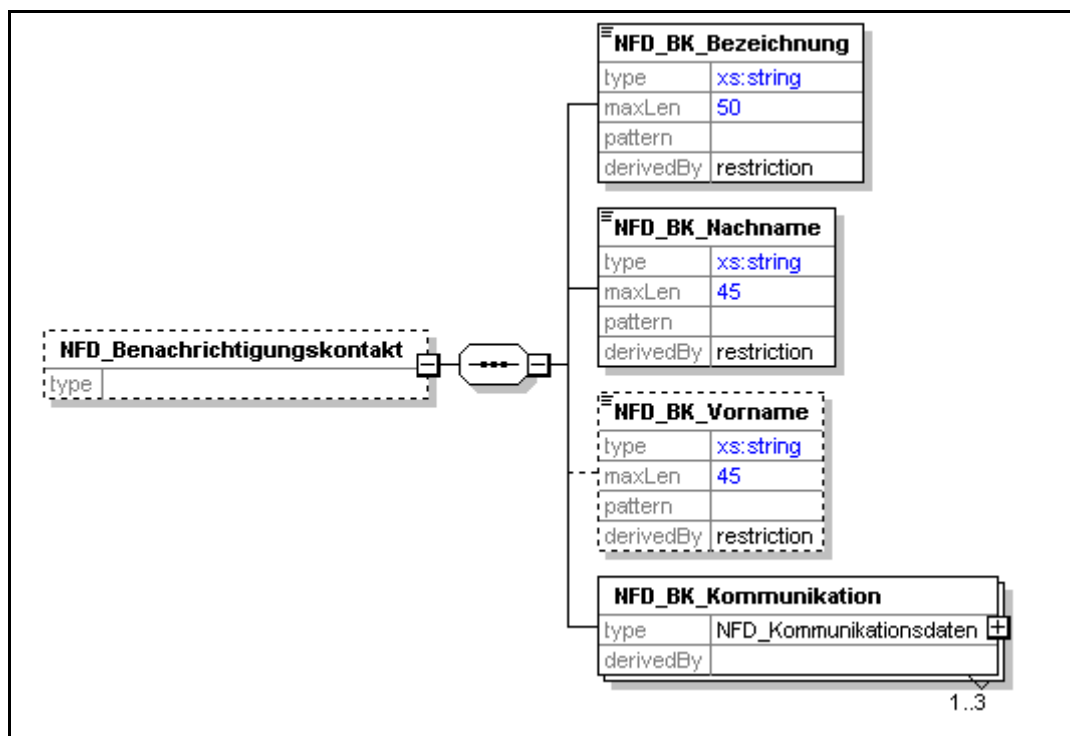 NFD_BK_Bezeichnung
type xs:string
maxLen 50
pattern
derivedBy restriction
NFD_BK_Nachname
type xs:string
maxLen 45
pattern
derivedBy restriction
NFD_Benachrichtigungskontakt
type
NFD_BK_Vorname
type xs:string
maxLen 45
pattern
derivedBy restriction
NFD_BK_Kommunikation
type NFD_Kommunikationsdaten
derivedBy
1..3